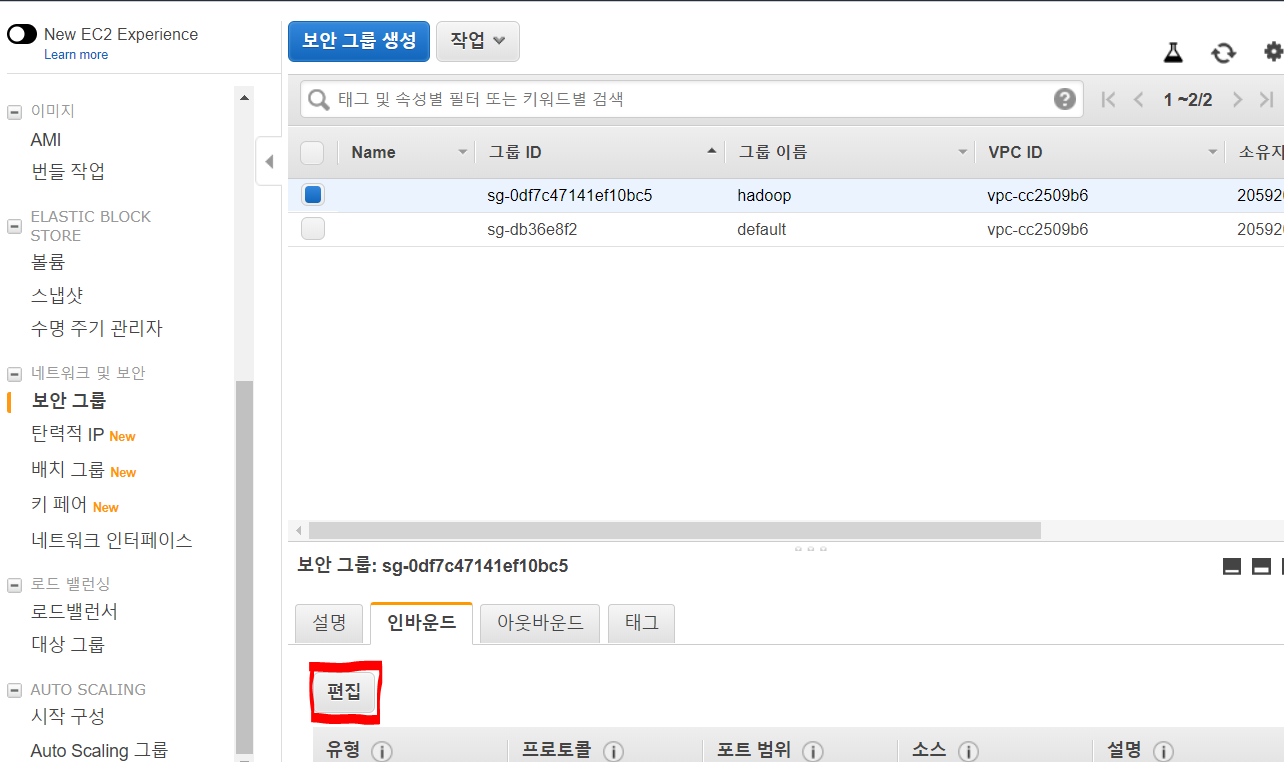 New EC2 Experience
Learn more
이미지
AMI
번들 작업
ELASTIC BLOCK
STORE
볼륨
스냅샷
수명 주기 관리자
네트워크 및 보안
보안 그룹
탄력적 IP New
배치 그룹 New
키 페어 New
네트워크 인터페이스
로드 밸런싱
로드밸런서
대상 그룹
AUTO SCALING
시작 구성
Auto Scaling 그룹
보안 그룹 생성 작업
태그 및 속성별 필터 또는 키워드별 검색 1 ~2/2
Name 그룹 ID 그룹 이름 VPC ID 소유자
sg-0df7c47141ef10bc5 hadoop vpc-cc2509b6 20592
sg-db36e8f2 default vpc-cc2509b6 20592
보안 그룹: sg-0df7c47141ef10bc5
설명 인바운드 아웃바운드 태그
편집
유형 프로토콜 포트 범위 소스 설명